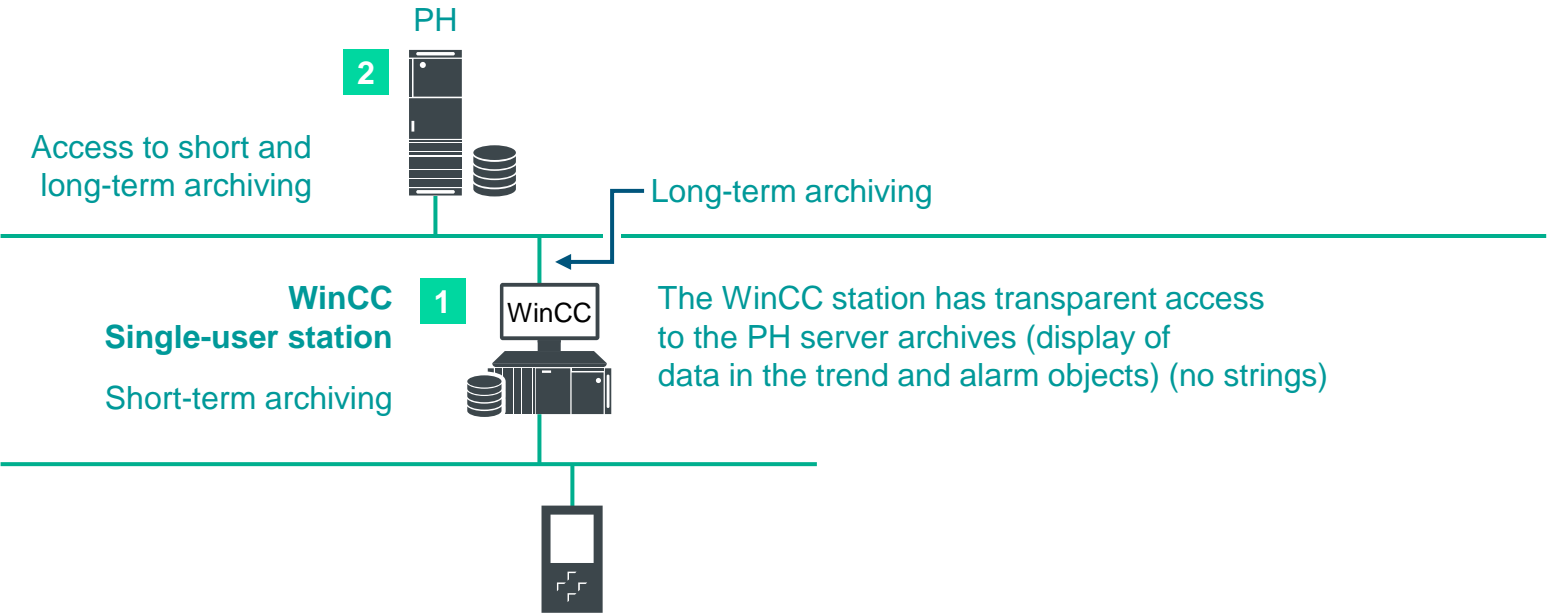 PH
2
Access to short and
long-term archiving
Long-term archiving
WinCC
Single-user station
1
WinCC
Short-term archiving
The WinCC station has transparent access
to the PH server archives (display of
data in the trend and alarm objects) (no strings)